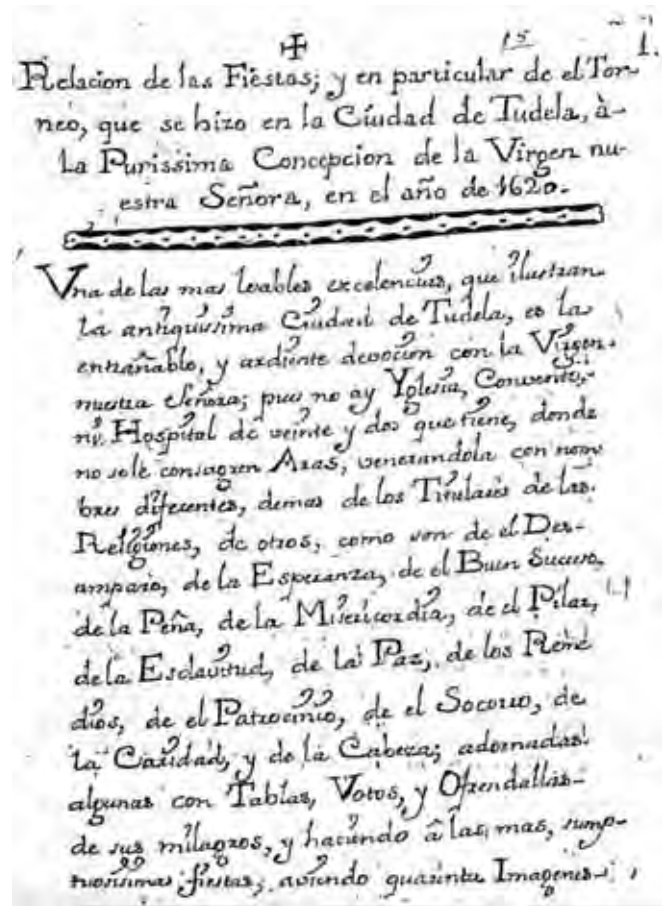 15 1.
Relacion de las Fiestas; y en particular de el Tor-
neo, que se hizo en la Ciudad de Tudela, à-
La Purissima Concepcion de la Virgen nu-
estra Señora, en el año de 1620.
Vna de las mas loables excelencias, que ilustran
la antiquissima Ciudad de Tudela, es la
entrañable, y ardiente devocion con la Virgen
nuestra Señora; pues no ay Yglesia, Convento,
ni Hospital de veinte y dos que tiene, donde
no se le consagren Aras, venerandola con nom
bres diferentes, demas de los Titulares de las
Religiones, de otros, como son de el Des-
amparo, de la Esperanza, de el Buen Suceso,
de la Peña, de la Misericordia, de el Pilar,
de la Esclavitud, de la Paz, de los Reme
dios, de el Patrocinio, de el Socorro, de
la Caridad, y de la Cabeza; adornadas
algunas con Tablas, Votos, y Ofrendallas
de sus milagros, y haciendo â las mas, sump-
tuosissimas fiestas; aviendo quarenta Imagenes